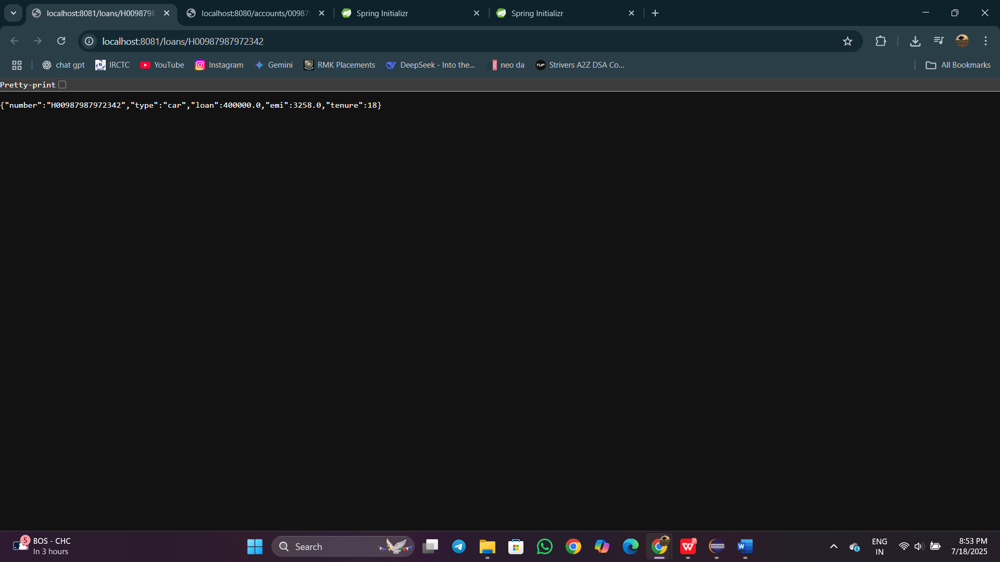 localhost:8081/loans/H0098798
localhost:8080/accounts/00987
Spring Initializr
Spring Initializr
localhost:8081/loans/H00987987972342
chat gpt
IRCTC
YouTube
Instagram
Gemini
RMK Placements
DeepSeek - Into the...
neo da
TUF
Strivers A2Z DSA Co...
All Bookmarks
Pretty-print
{"number":"H00987987972342","type":"car","loan":400000.0,"emi":3258.0,"tenure":18}
5
BOS - CHC
In 3 hours
Search
ENG
IN
8:53 PM
7/18/2025